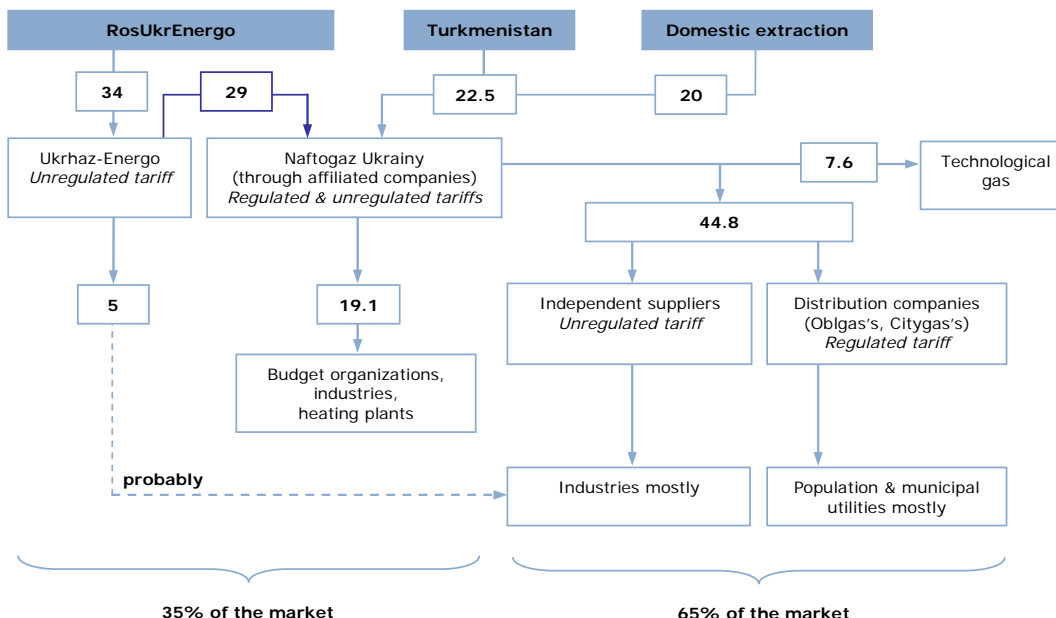 RosUkrEnergo
Turkmenistan
Domestic extraction
34
29
22.5
20
Ukrhaz-Energo
Unregulated tariff
Naftogaz Ukrainy
(through affiliated companies)
Regulated & unregulated tariffs
7.6
Technological
gas
44.8
5
19.1
Independent suppliers
Unregulated tariff
Distribution companies
(Oblgas's, Citygas's)
Regulated tariff
Budget organizations,
industries,
heating plants
probably
Industries mostly
Population & municipal
utilities mostly
35% of the market
65% of the market